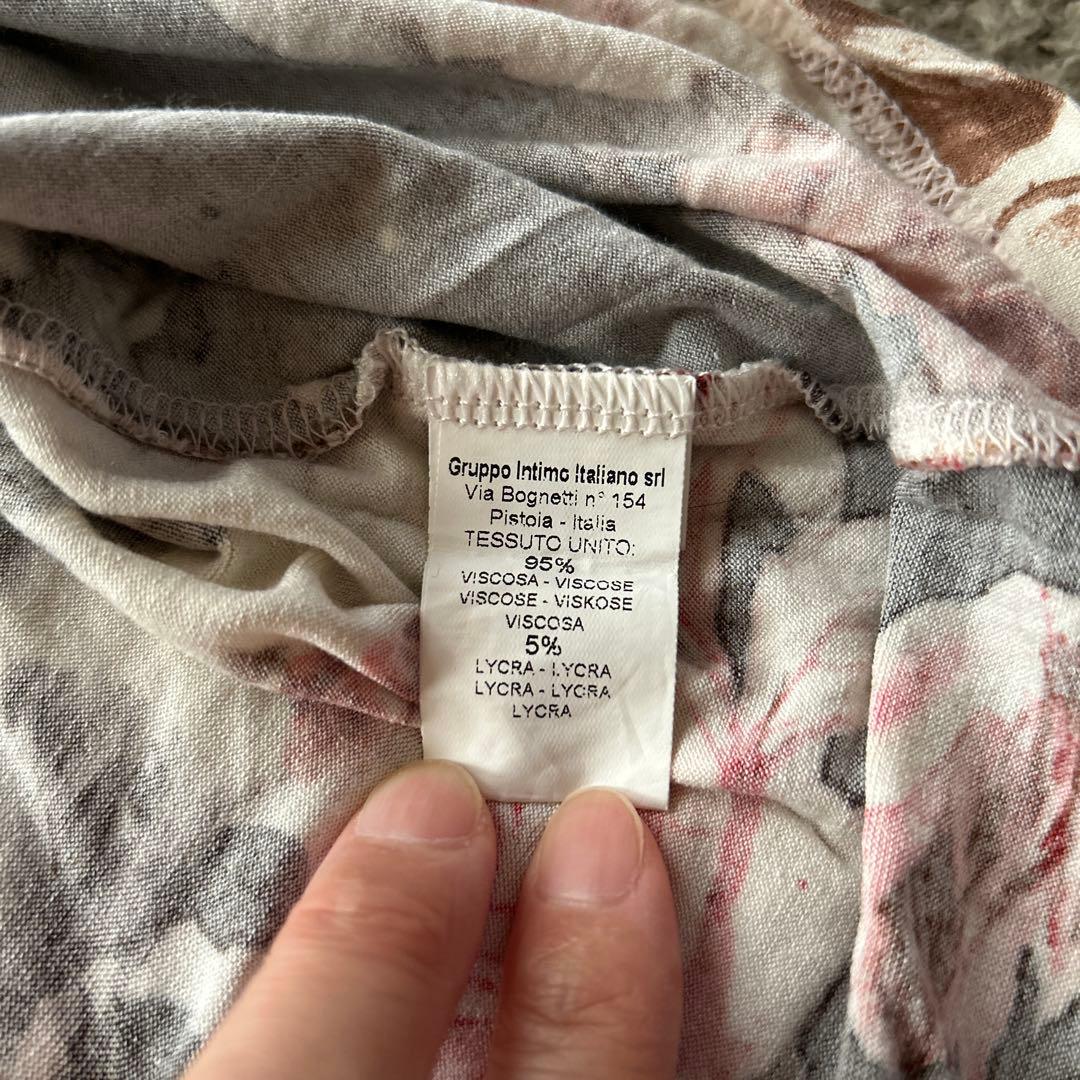 Gruppo Intimo Italiano srl
Via Bognetti n° 154
Pistoia - Italia
TESSUTO UNITO:
95%
VISCOSA - VISCOSE
VISCOSE - VISKOSE
VISCOSA
5%
LYCRA - LYCRA
LYCRA - LYCRA
LYCRA